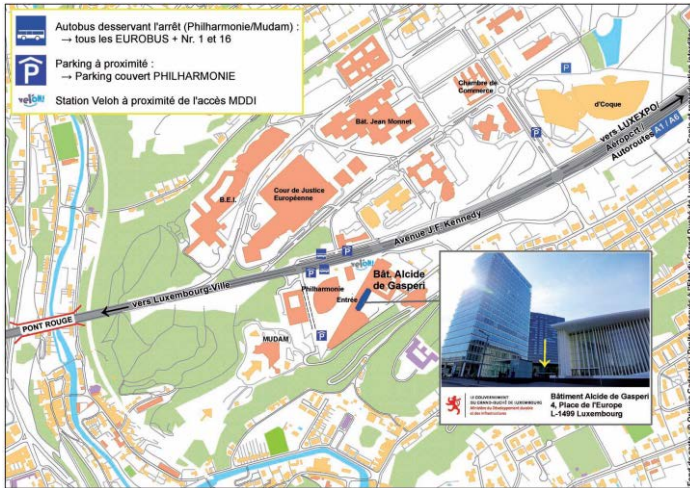 Autobus desservant l'arrêt (Philharmonie/Mudam) :
→ tous les EUROBUS + Nr. 1 et 16
P
Parking à proximité :
→ Parking couvert PHILHARMONIE
Station Veloh à proximité de l'accès MDDI
Chambre de
Commerce
P
Bât. Jean Monnet
d'Coque
P
vers LUXEXPO/
Aéroport
Autoroutes
A1 / A6
B.E.I.
Cour de Justice
Européenne
Avenue J.F. Kennedy
P
P
Bât. Alcide
de Gasperi
Philharmonie
Entrée
vers Luxembourg-Ville
PONT ROUGE
MUDAM
P
LE GOUVERNEMENT
DU GRAND-DUCHÉ DE LUXEMBOURG
Ministère du Développement durable
et des Infrastructures
Bâtiment Alcide de Gasperi
4, Place de l'Europe
L-1499 Luxembourg